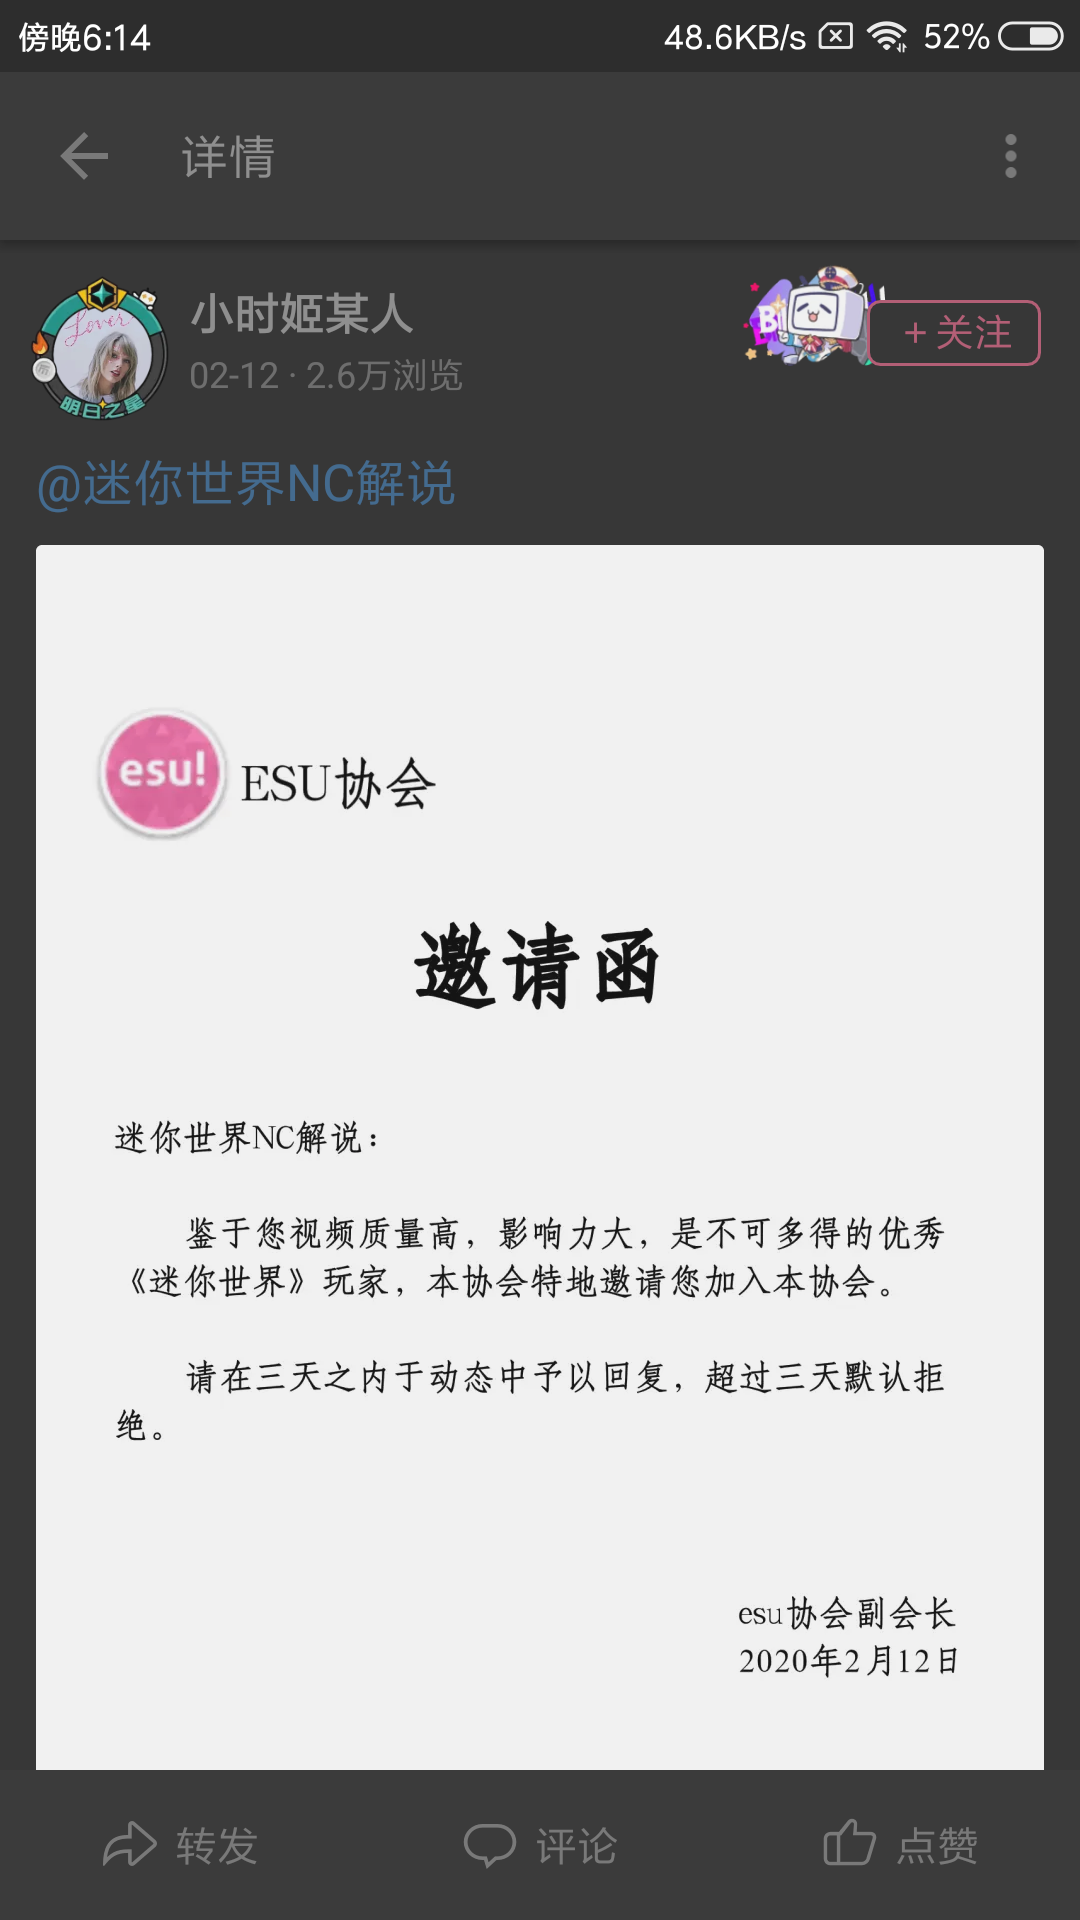 傍晚6:14
48.6KB/s
52%
详情
小时姬某人
02-12 · 2.6万浏览
+ 关注
Lover
明日之星
@迷你世界NC解说
esu!
ESU协会
邀请函
迷你世界NC解说：
鉴于您视频质量高，影响力大，是不可多得的优秀
《迷你世界》玩家，本协会特地邀请您加入本协会。
请在三天之内于动态中予以回复，超过三天默认拒
绝。
esu协会副会长
2020年2月12日
转发
评论
点赞